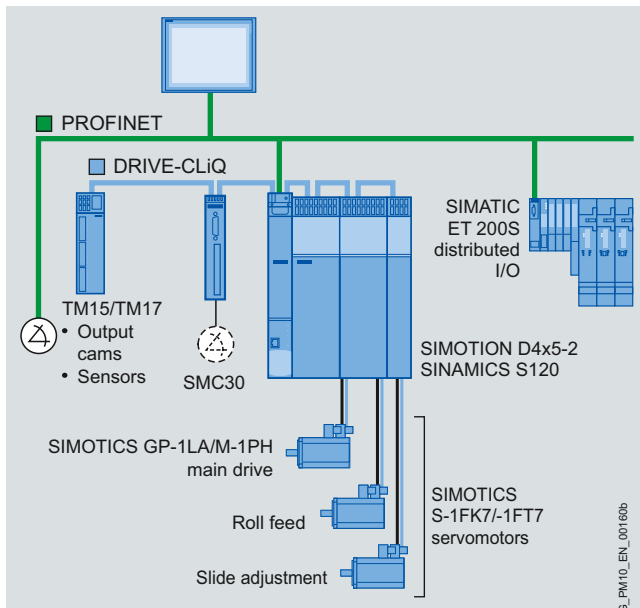 PROFINET
DRIVE-CLiQ
SIMATIC
ET 200S
distributed
I/O
TM15/TM17
• Output
cams
• Sensors
SMC30
SIMOTION D4x5-2
SINAMICS S120
SIMOTICS GP-1LA/M-1PH
main drive
Roll feed
Slide adjustment
SIMOTICS
S-1FK7/-1FT7
servomotors
_PM10_EN_00160b